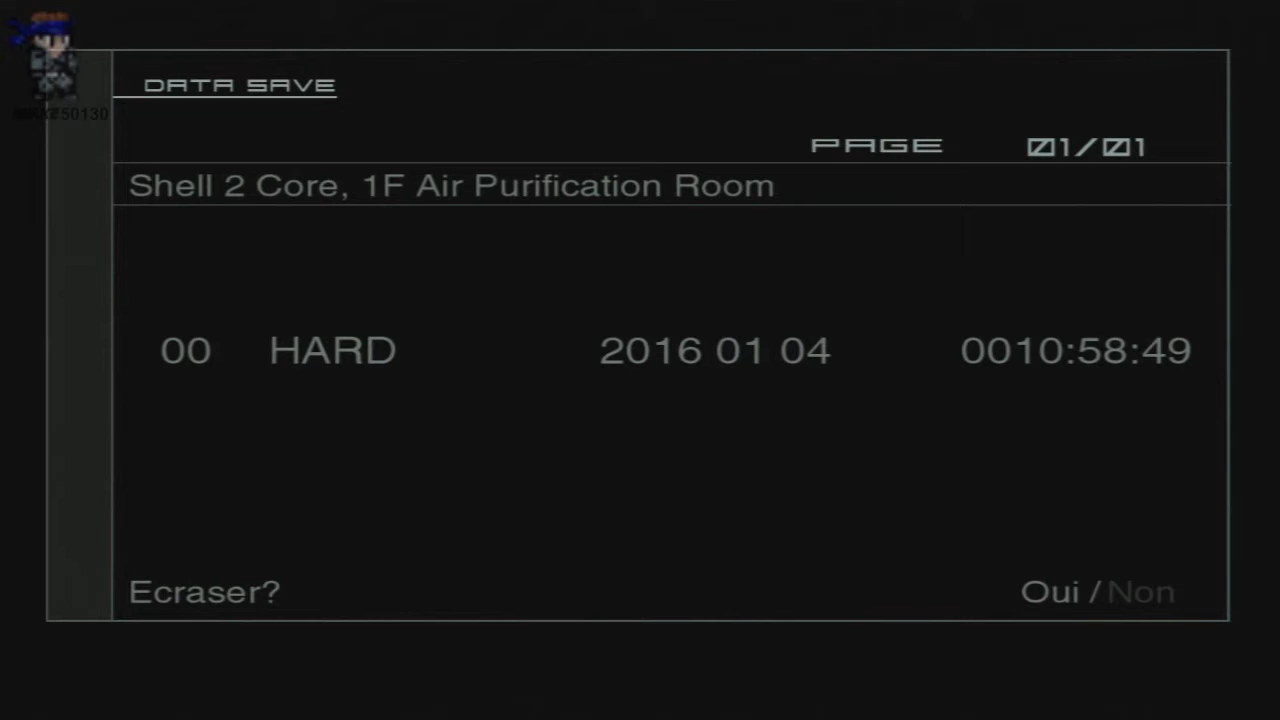 DATA SAVE
PAGE 01/01
Shell 2 Core, 1F Air Purification Room
00 HARD 2016 01 04 0010:58:49
Ecraser? Oui / Non